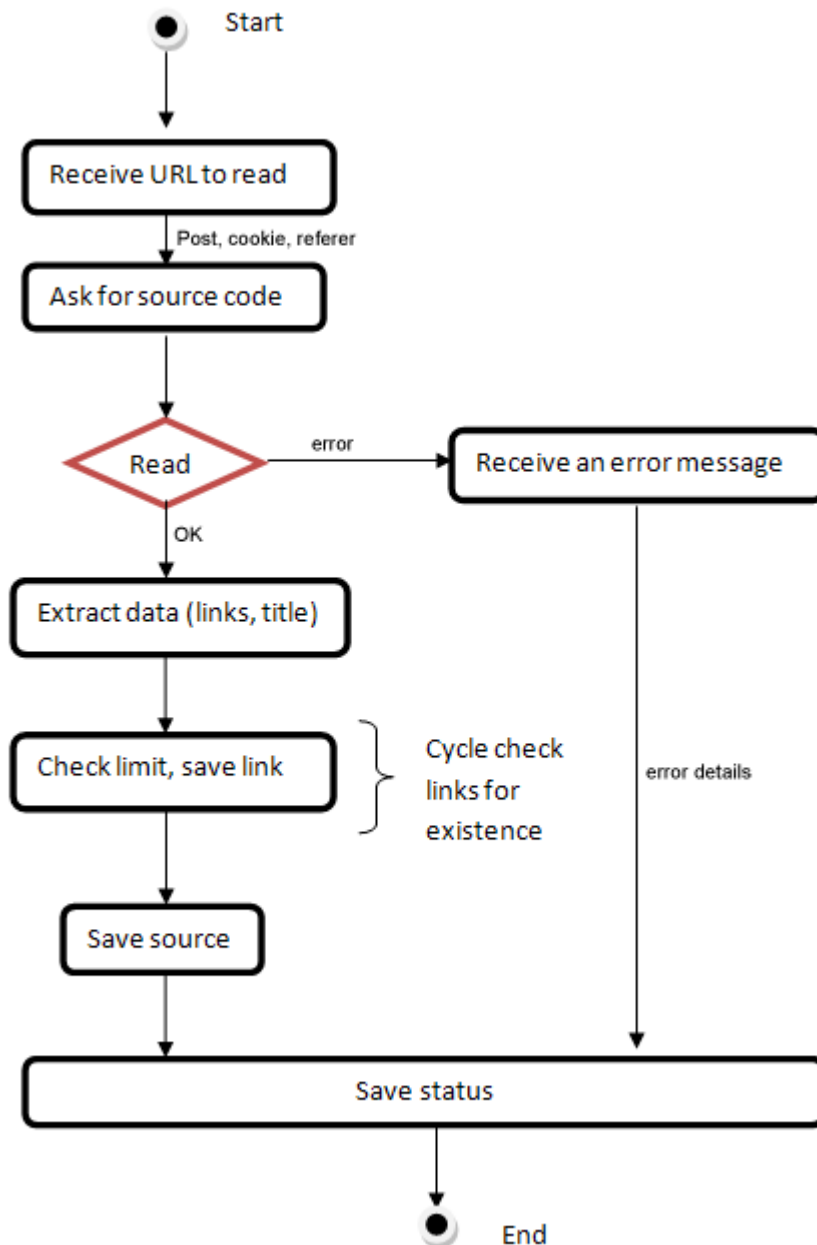 Start
Receive URL to read
Post, cookie, referer
Ask for source code
Read
error
Receive an error message
OK
Extract data (links, title)
Check limit, save link
Cycle check
links for
existence
error details
Save source
Save status
End